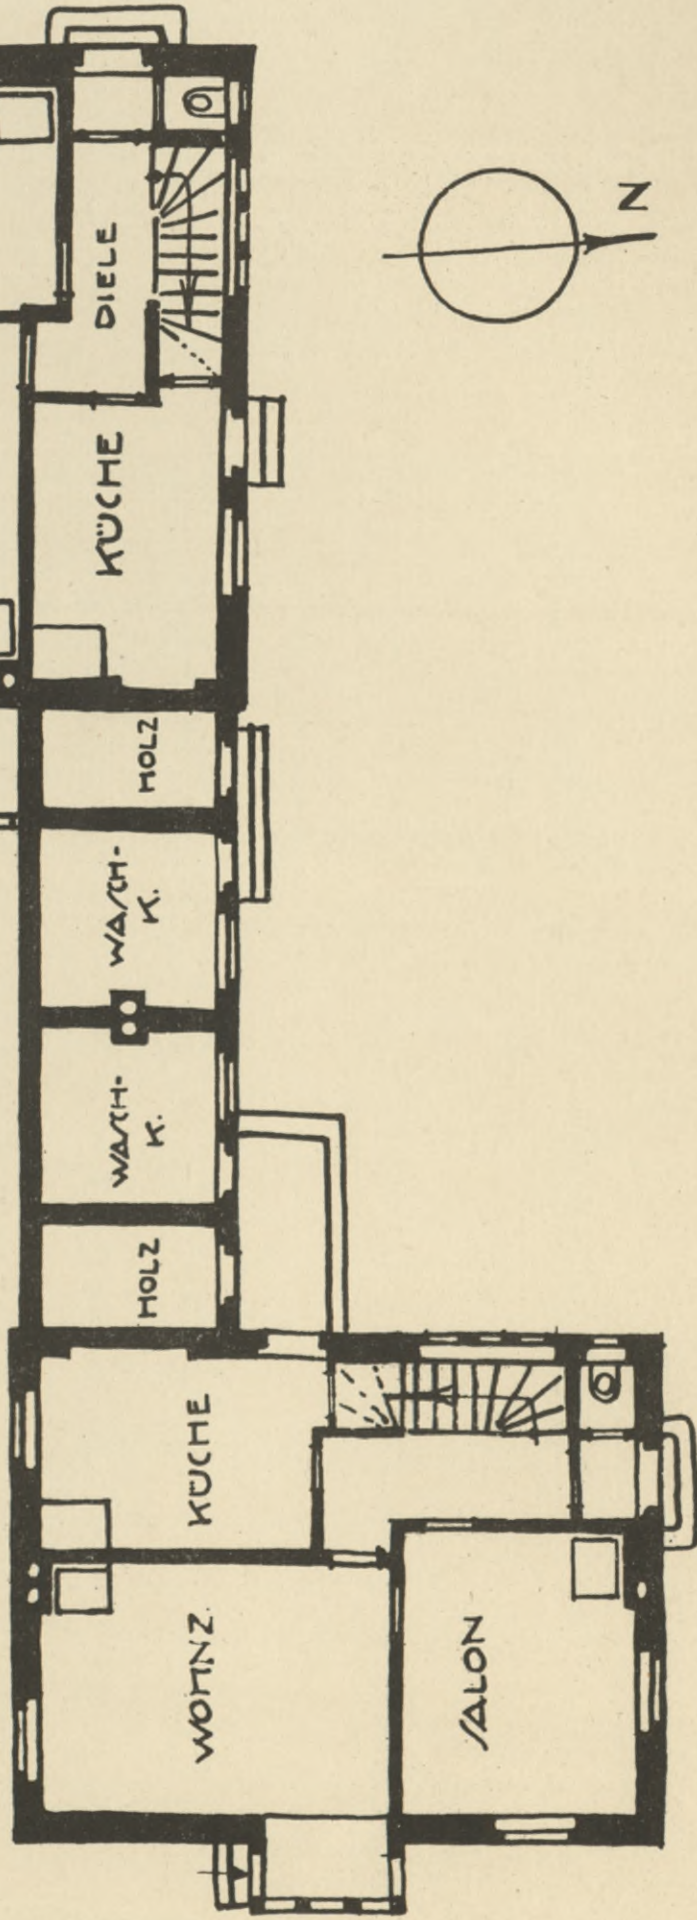 N
DIELE
KÜCHE
HOLZ
WASCH-
K.
WASCH-
K.
HOLZ
KÜCHE
WOHNZ.
SALON